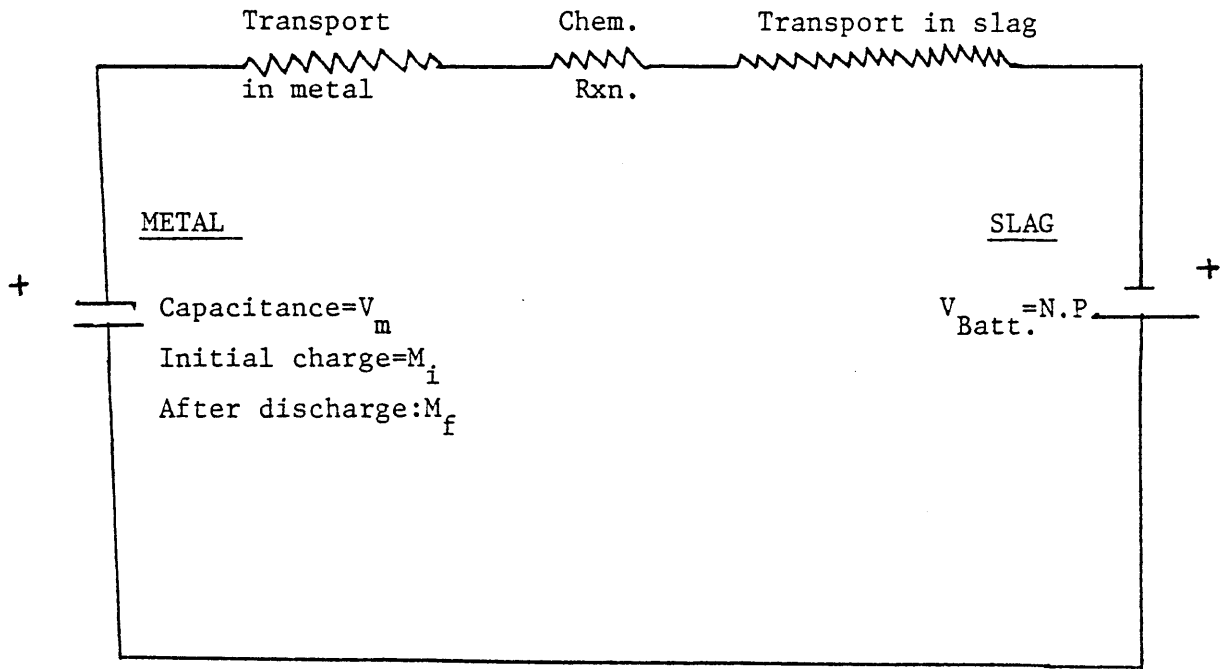 Transport Chem. Transport in slag
in metal Rxn.
METAL SLAG
+ +
Capacitance=V_m V_Batt.=N.P.
Initial charge=M_i
After discharge:M_f